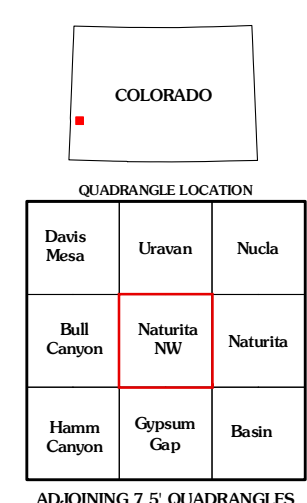 COLORADO
QUADRANGLE LOCATION
Davis
Mesa
Uravan
Nucla
Bull
Canyon
Naturita
NW
Naturita
Hamm
Canyon
Gypsum
Gap
Basin
ADJOINING 7.5' QUADRANGLES